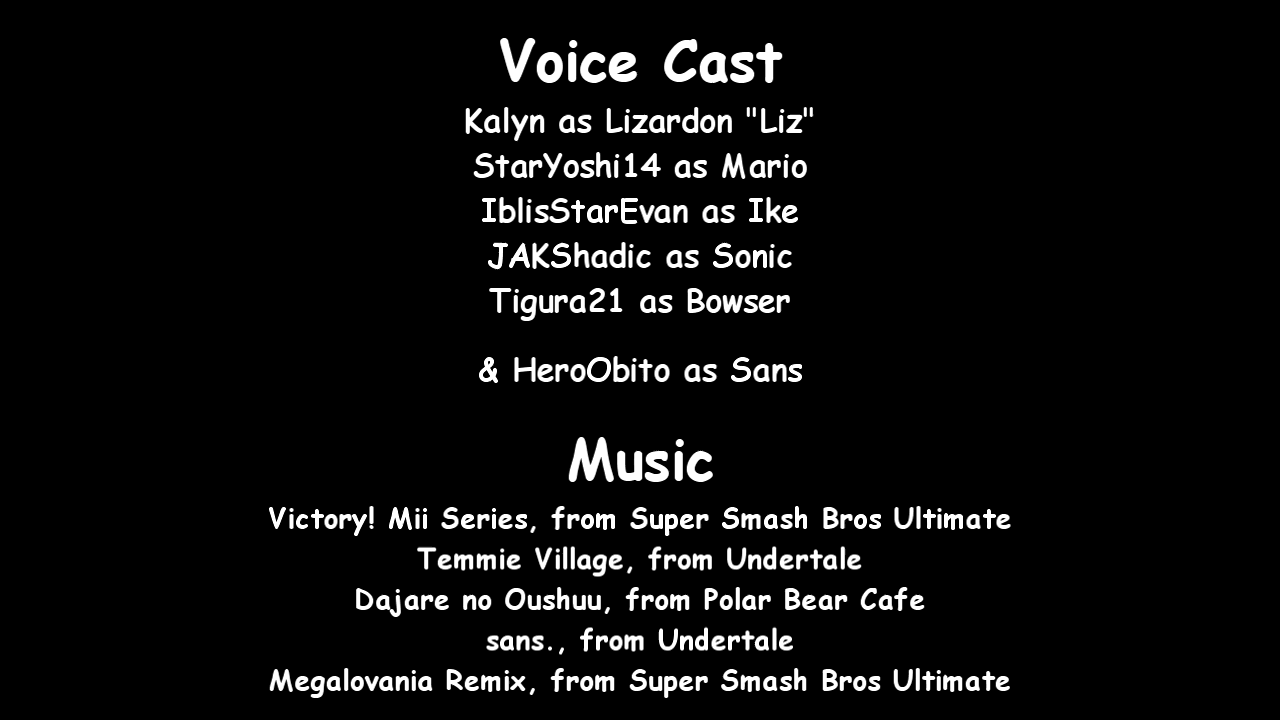 Voice Cast
Kalyn as Lizardon "Liz"
StarYoshi14 as Mario
IblisStarEvan as Ike
JAKShadic as Sonic
Tigura21 as Bowser
& HeroObito as Sans
Music
Victory! Mii Series, from Super Smash Bros Ultimate
Temmie Village, from Undertale
Dajare no Oushuu, from Polar Bear Cafe
sans., from Undertale
Megalovania Remix, from Super Smash Bros Ultimate